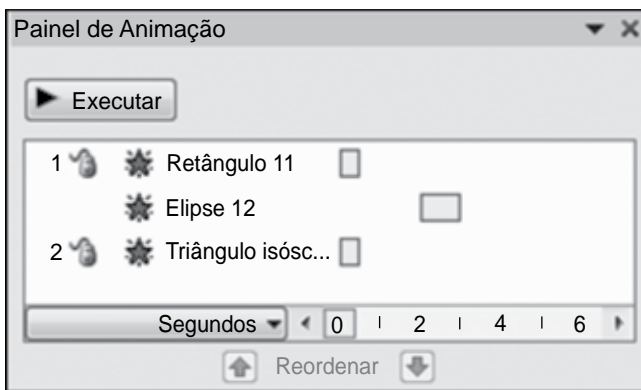 Painel de Animação
Executar
1 Retângulo 11
Elipse 12
2 Triângulo isósc...
Segundos 0 2 4 6
Reordenar